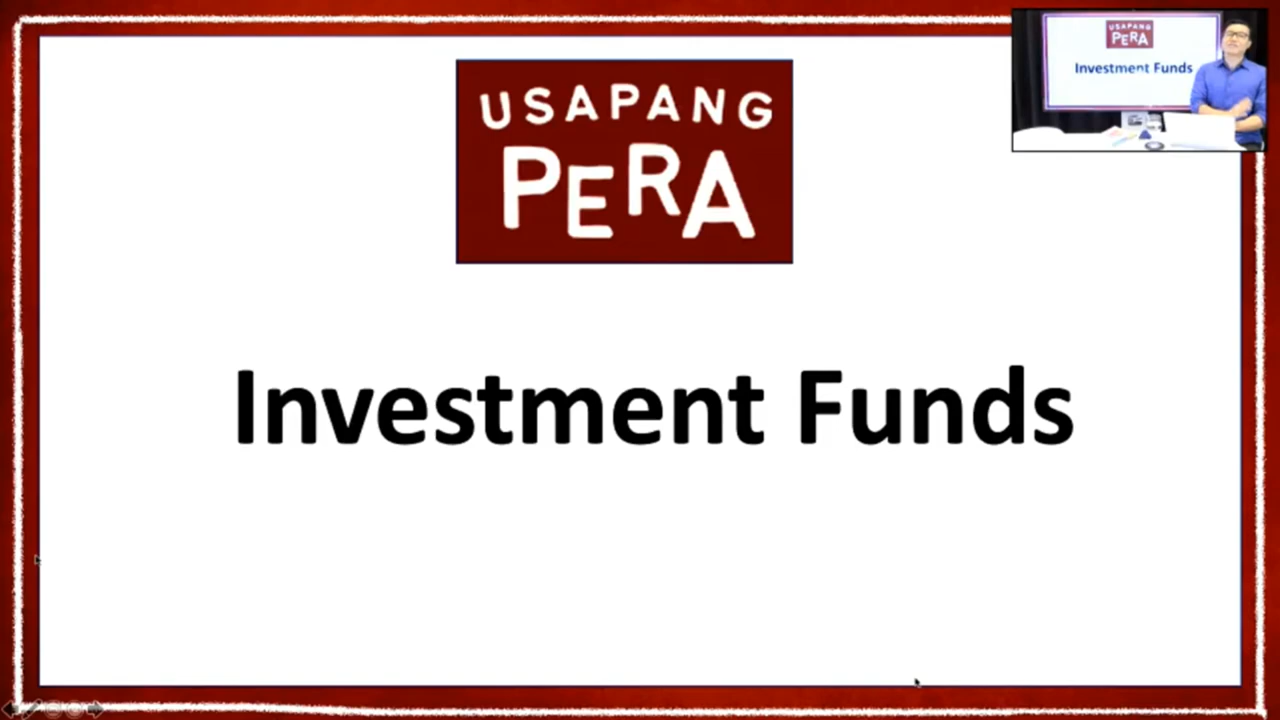 USAPANG
PERA
Investment Funds
USAPANG
PERA
Investment Funds